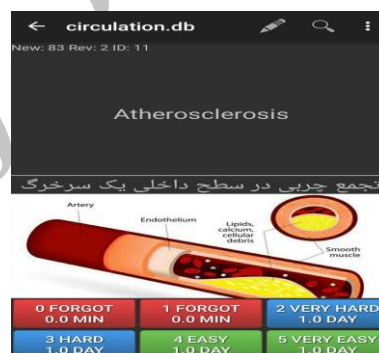 circulation.db
New: 83 Rev: 2 ID: 11
Atherosclerosis
تجمع چربی در سطح داخلی یک سرخرگ
Artery
Endothelium
Lipids,
calcium,
cellular
debris
Smooth
muscle
0 FORGOT
0.0 MIN
1 FORGOT
0.0 MIN
2 VERY HARD
1.0 DAY
3 HARD
1.0 DAY
4 EASY
1.0 DAY
5 VERY EASY
1.0 DAY